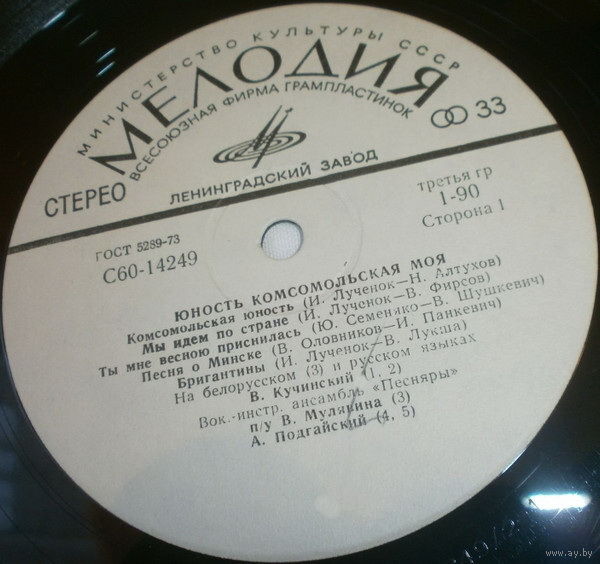 МИНИСТЕРСТВО КУЛЬТУРЫ СССР
МЕЛОДИЯ
ВСЕСОЮЗНАЯ ФИРМА ГРАМПЛАСТИНОК
СТЕРЕО
33
ЛЕНИНГРАДСКИЙ ЗАВОД
ГОСТ 5289-73
С60-14249
третья гр
1-90
Сторона 1
ЮНОСТЬ КОМСОМОЛЬСКАЯ МОЯ
Комсомольская юность (И. Лученок—Н. Алтухов)
Мы идем по стране (И. Лученок—В. Фирсов)
Ты мне весною приснилась (Ю. Семеняко—В. Шушкевич)
Песня о Минске (В. Оловников—И. Панкевич)
Бригантины (И. Лученок—В. Лукша)
На белорусском (3) и русском языках
В. Кучинский (1, 2)
Вок.-инстр. ансамбль «Песняры»
п/у В. Мулявина (3)
А. Подгайский (4, 5)
www.ay.by